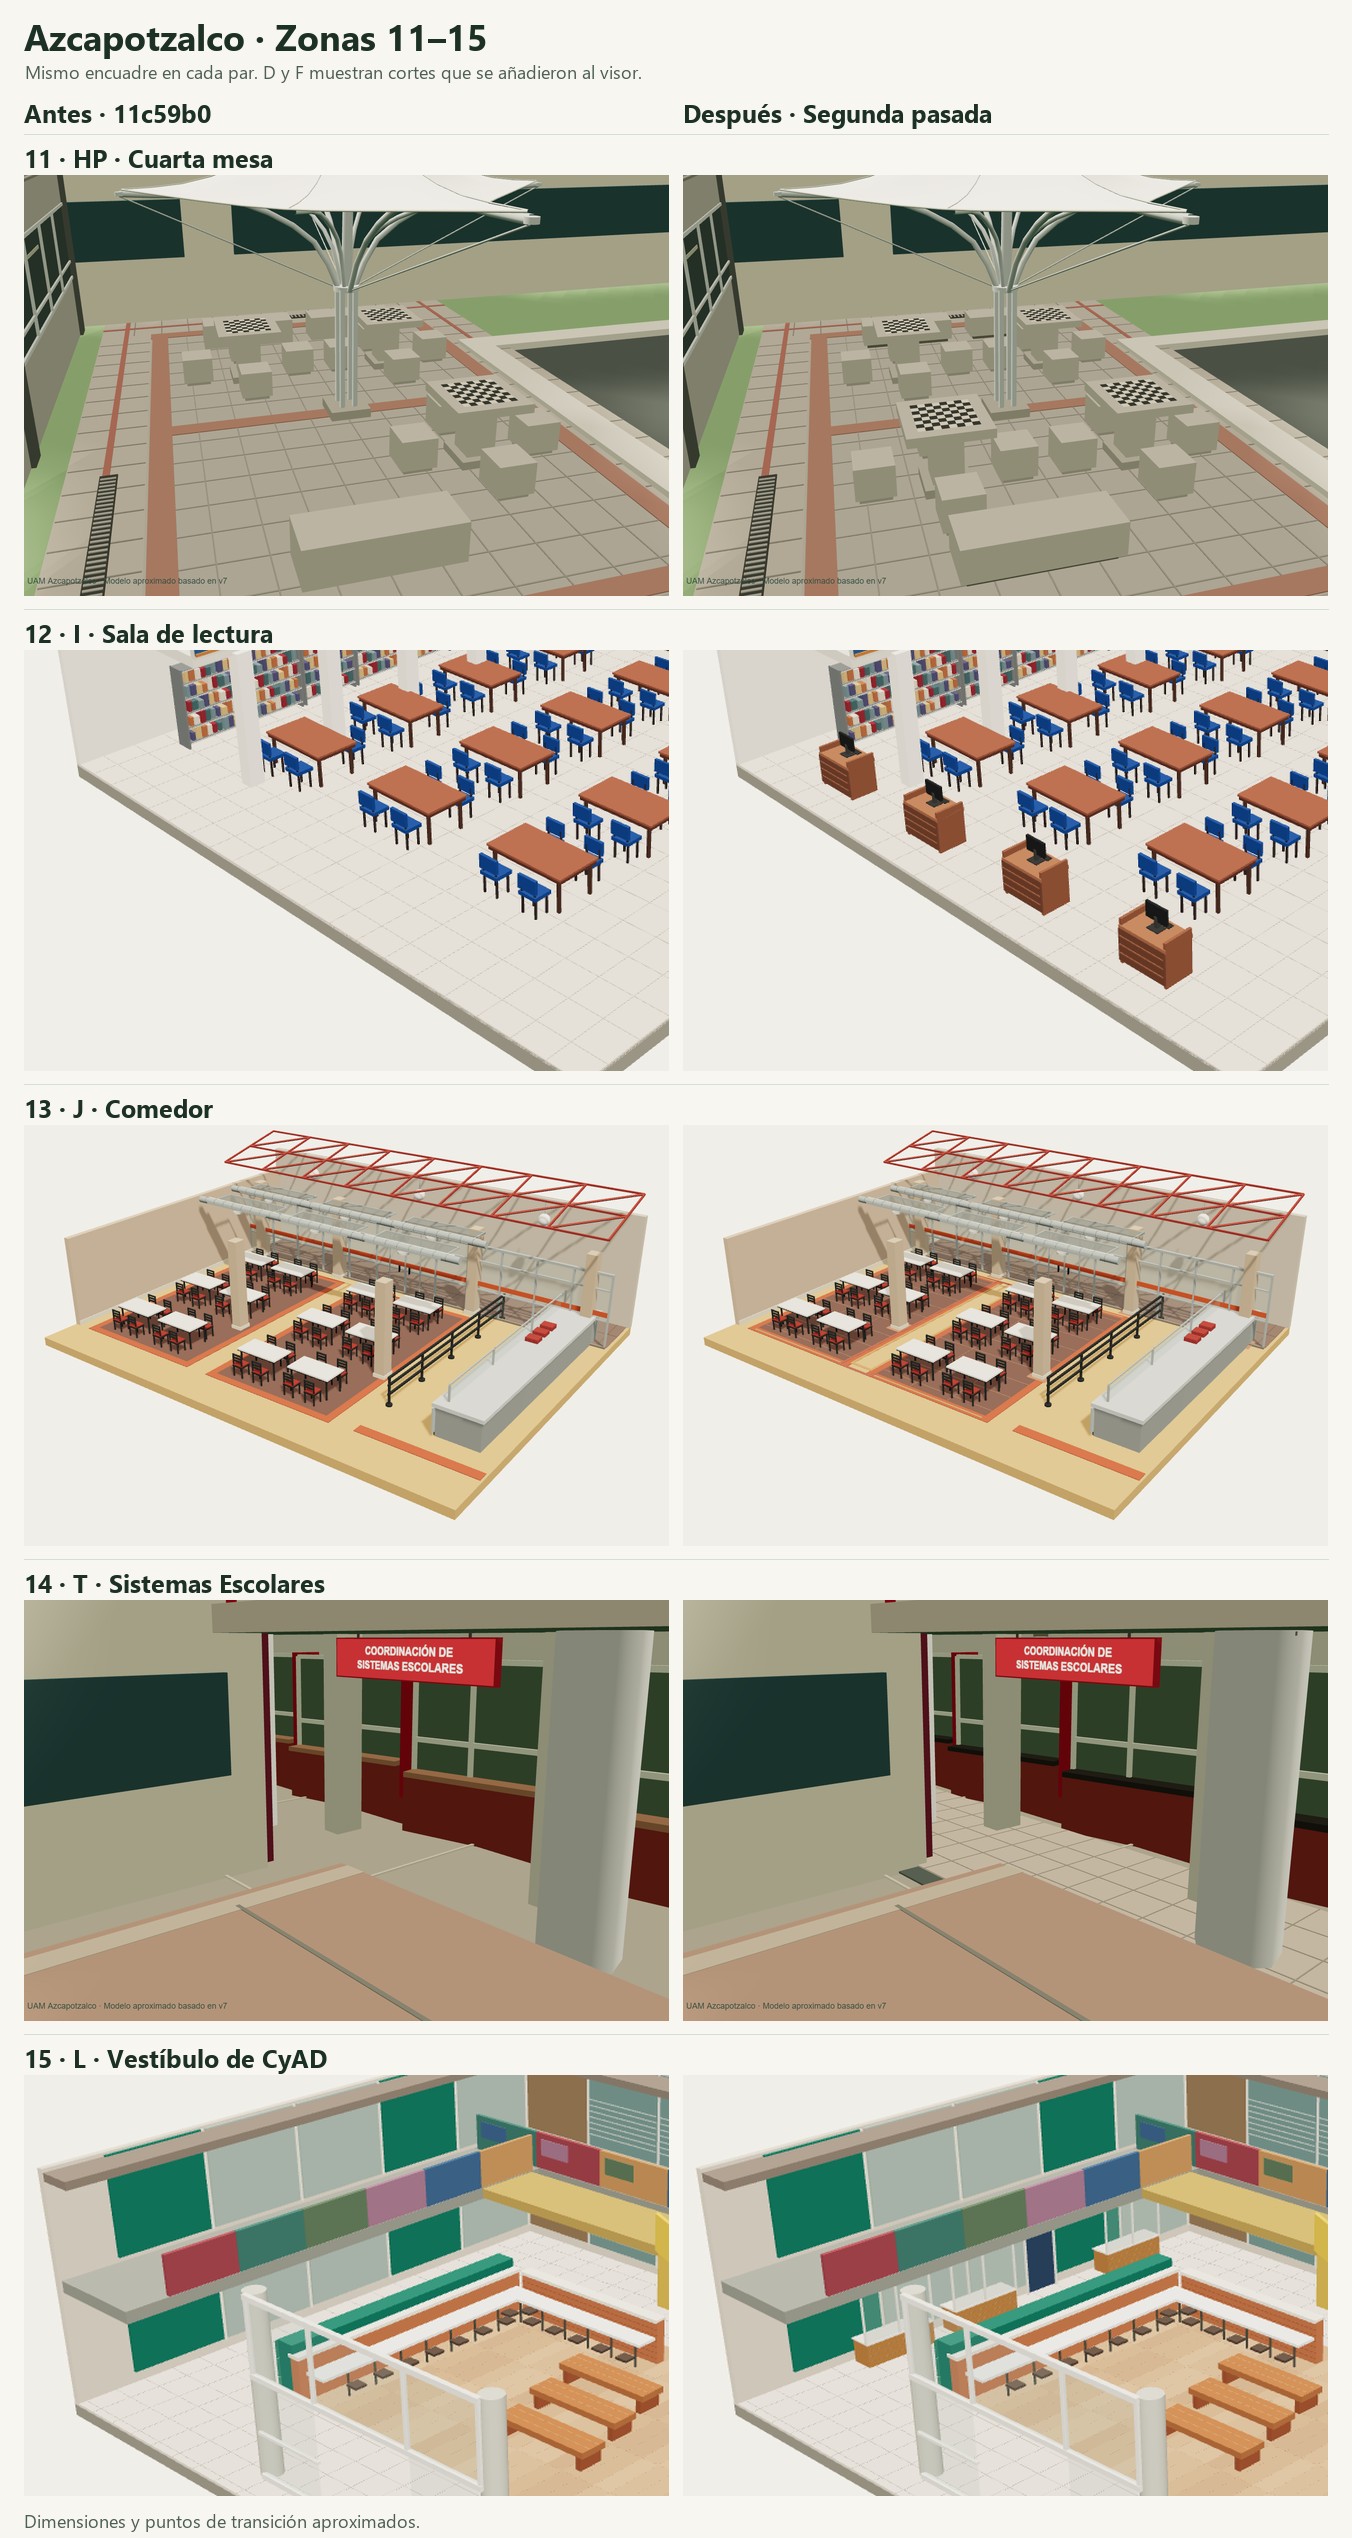 Azcapotzalco · Zonas 11–15
Mismo encuadre en cada par. D y F muestran cortes que se añadieron al visor.
Antes · 11c59b0
Después · Segunda pasada
11 · HP · Cuarta mesa
UAM Azcapotzalco · Modelo aproximado basado en v7
UAM Azcapotzalco · Modelo aproximado basado en v7
12 · I · Sala de lectura
13 · J · Comedor
14 · T · Sistemas Escolares
COORDINACIÓN DE
SISTEMAS ESCOLARES
UAM Azcapotzalco · Modelo aproximado basado en v7
COORDINACIÓN DE
SISTEMAS ESCOLARES
UAM Azcapotzalco · Modelo aproximado basado en v7
15 · L · Vestíbulo de CyAD
Dimensiones y puntos de transición aproximados.